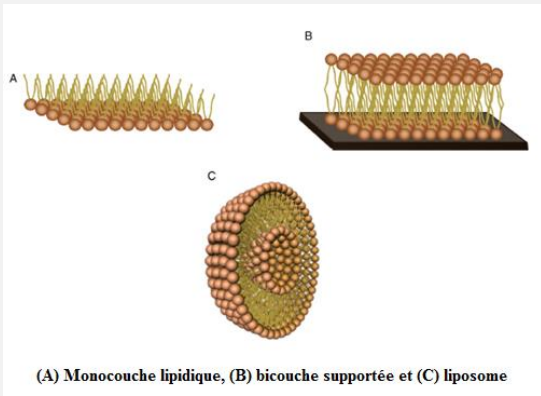 A
B
C
(A) Monocouche lipidique, (B) bicouche supportée et (C) liposome